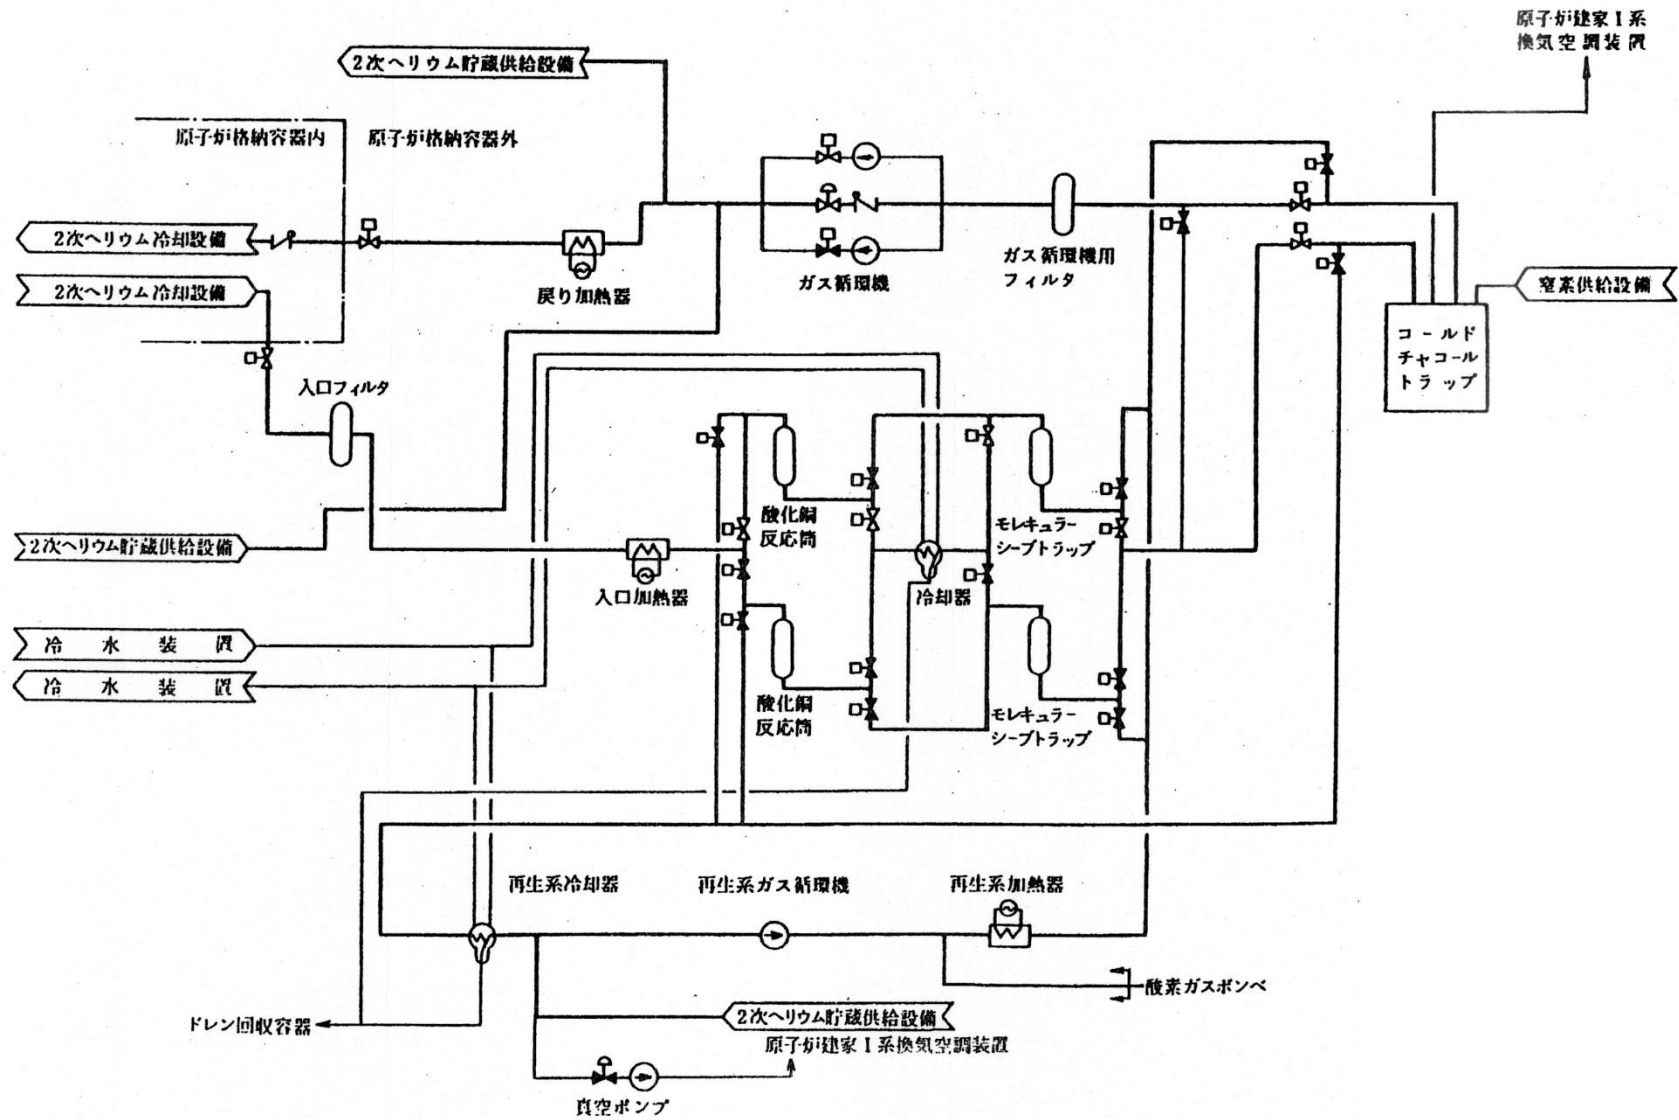 原子炉建家Ⅰ系
換気空調装置
2次ヘリウム貯蔵供給設備
原子炉格納容器内
原子炉格納容器外
2次ヘリウム冷却設備
2次ヘリウム冷却設備
戻り加熱器
ガス循環機
ガス循環機用
フィルタ
窒素供給設備
コールド
チャコール
トラップ
入口フィルタ
2次ヘリウム貯蔵供給設備
入口加熱器
酸化銅
反応筒
冷却器
モレキュラー
シーブトラップ
冷水装置
冷水装置
酸化銅
反応筒
モレキュラー
シーブトラップ
再生系冷却器
再生系ガス循環機
再生系加熱器
酸素ガスボンベ
ドレン回収容器
2次ヘリウム貯蔵供給設備
原子炉建家Ⅰ系換気空調装置
真空ポンプ